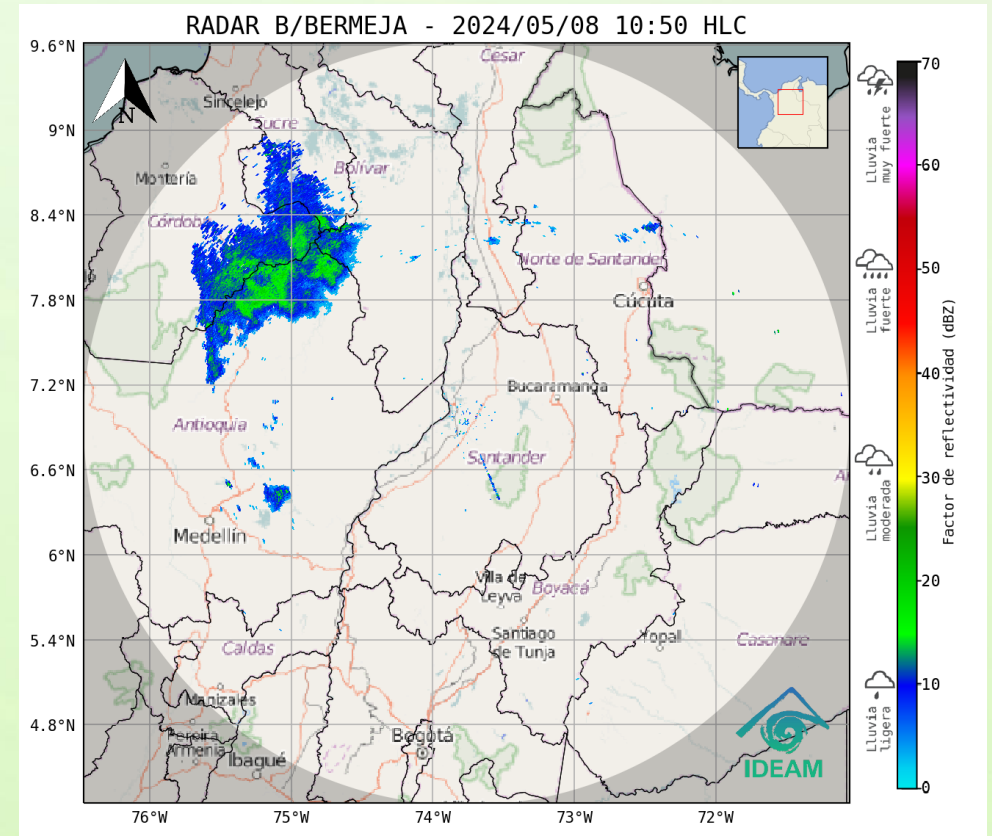 RADAR B/BERMEJA - 2024/05/08 10:50 HLC
9.6°N
9°N
8.4°N
7.8°N
7.2°N
6.6°N
6°N
5.4°N
4.8°N
76°W
75°W
74°W
73°W
72°W
N
Cesar
Sincelejo
Sucre
Montería
Bolívar
Córdoba
Norte de Santander
Cúcuta
Bucaramanga
Antioquia
Santander
Medellín
Villa de
Leyva
Boyacá
Santiago
de Tunja
Yopal
Casanare
Caldas
Manizales
Pereira
Armenia
Ibagué
Bogotá
IDEAM
70
60
50
40
30
20
10
0
Lluvia
muy fuerte
Lluvia
fuerte
Lluvia
moderada
Lluvia
ligera
Factor de reflectividad (dBZ)